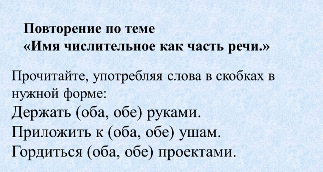 Повторение по теме
«Имя числительное как часть речи.»
Прочитайте, употребляя слова в скобках в
нужной форме:
Держать (оба, обе) руками.
Приложить к (оба, обе) ушам.
Гордиться (оба, обе) проектами.